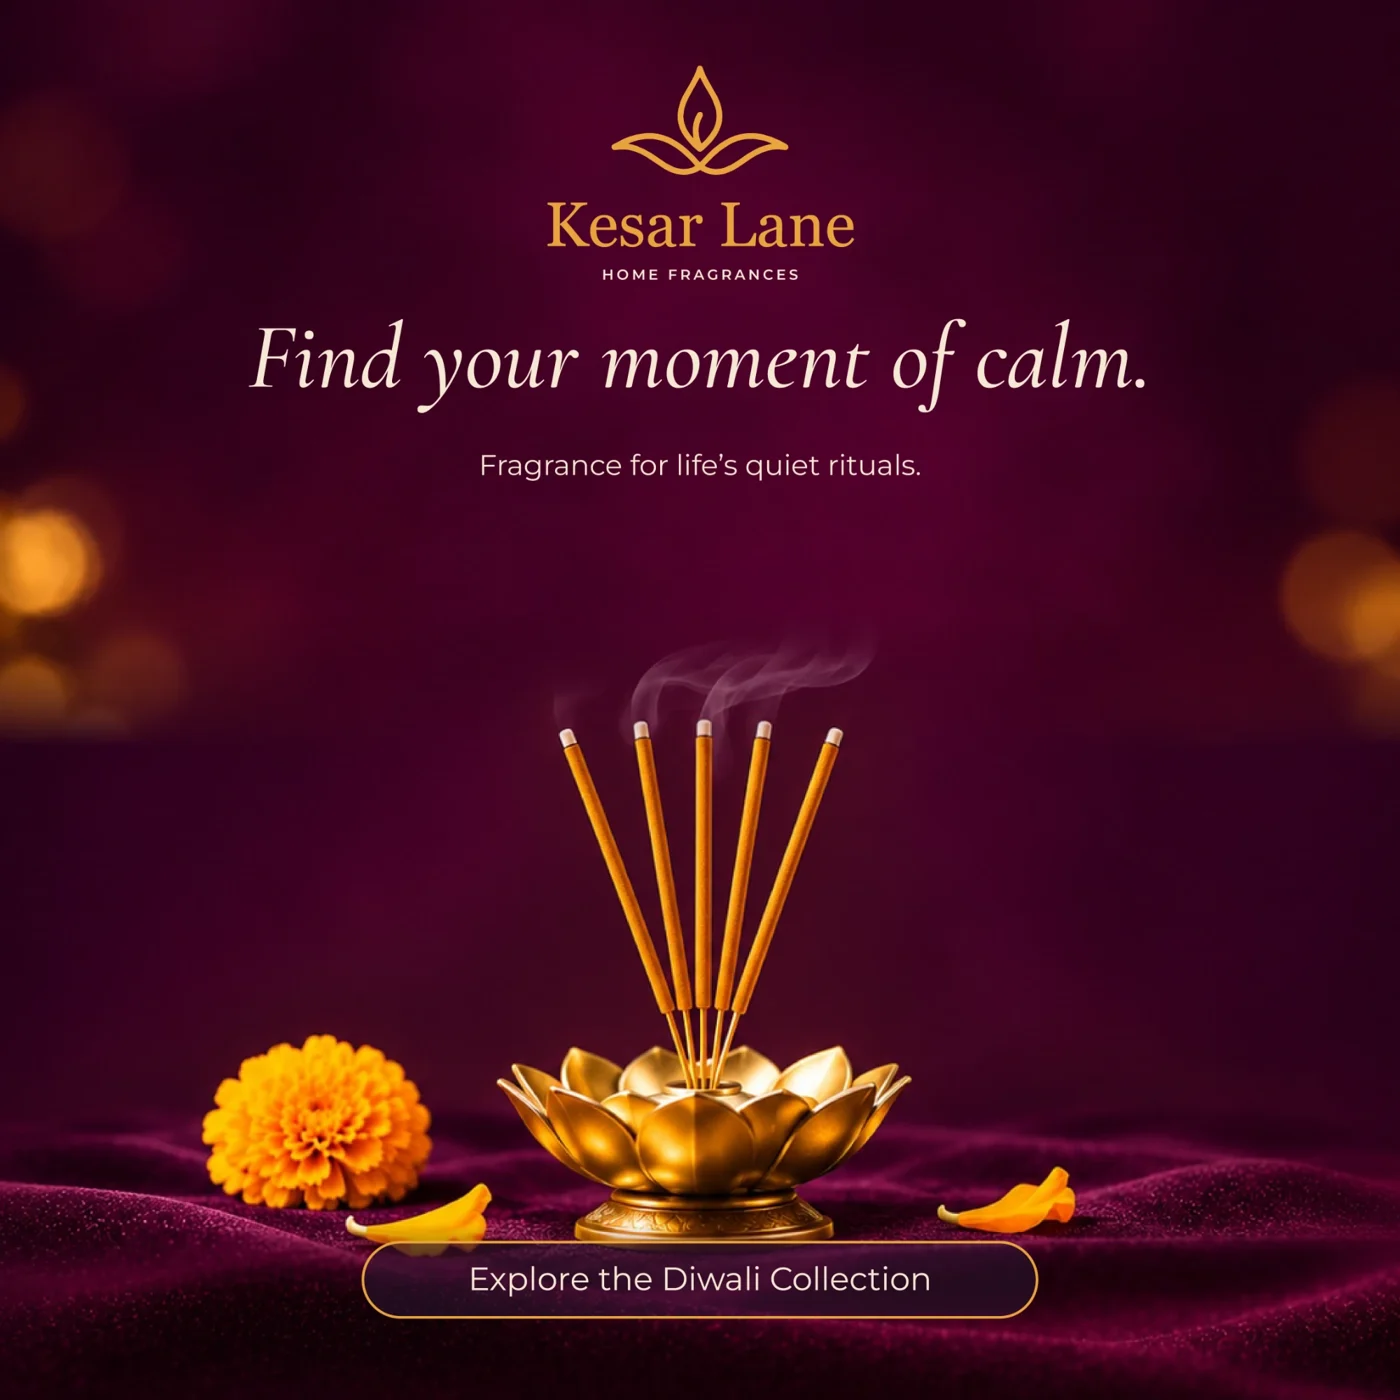 Kesar Lane
HOME FRAGRANCES
Find your moment of calm.
Fragrance for life’s quiet rituals.
Explore the Diwali Collection